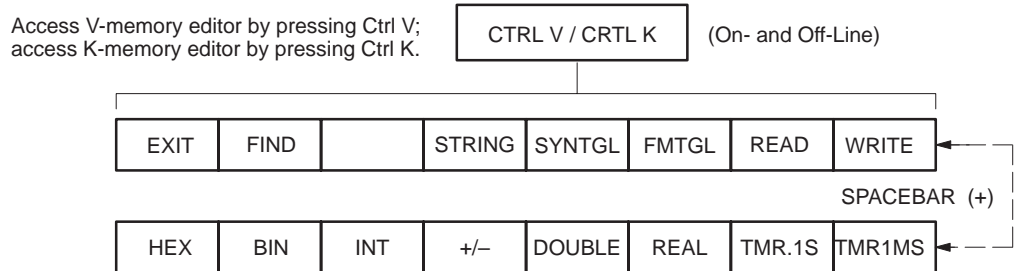 Access V-memory editor by pressing Ctrl V;
access K-memory editor by pressing Ctrl K.
CTRL V / CRTL K
(On- and Off-Line)
EXIT FIND STRING SYNTGL FMTGL READ WRITE
SPACEBAR (+)
HEX BIN INT +/– DOUBLE REAL TMR.1S TMR1MS